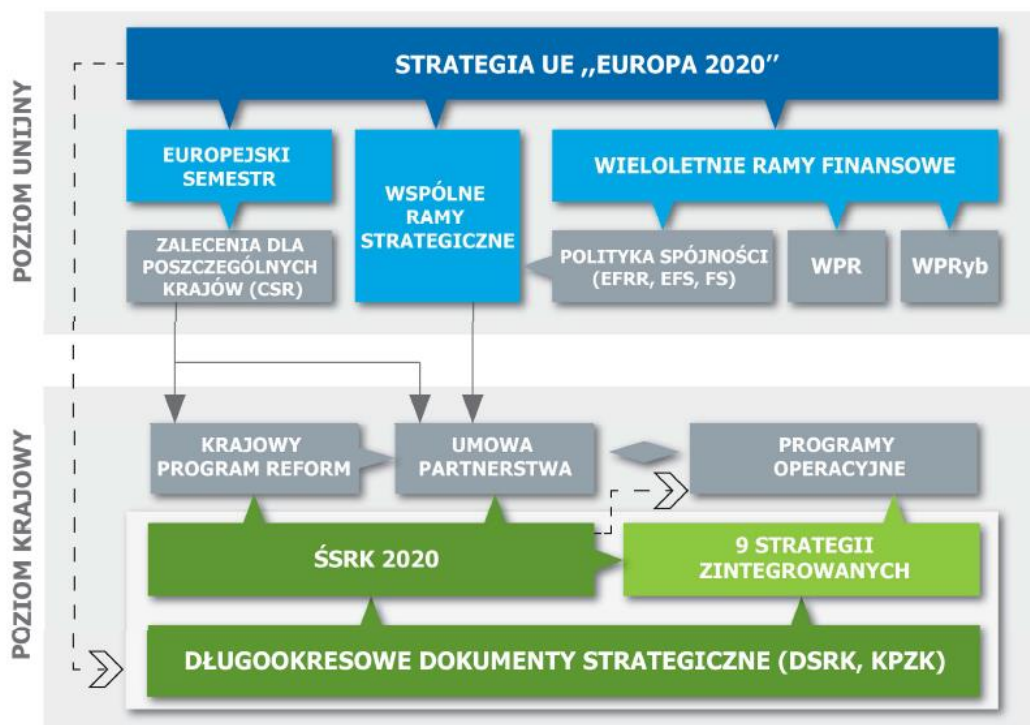 POZIOM UNIJNY
STRATEGIA UE „EUROPA 2020”
EUROPEJSKI
SEMESTR
WSPÓLNE
RAMY
STRATEGICZNE
WIELOLETNIE RAMY FINANSOWE
ZALECENIA DLA
POSZCZEGÓLNYCH
KRAJÓW (CSR)
POLITYKA SPÓJNOŚCI
(EFRR, EFS, FS)
WPR
WPRyb
POZIOM KRAJOWY
KRAJOWY
PROGRAM REFORM
UMOWA
PARTNERSTWA
PROGRAMY
OPERACYJNE
ŚSRK 2020
9 STRATEGII
ZINTEGROWANYCH
DŁUGOOKRESOWE DOKUMENTY STRATEGICZNE (DSRK, KPZK)